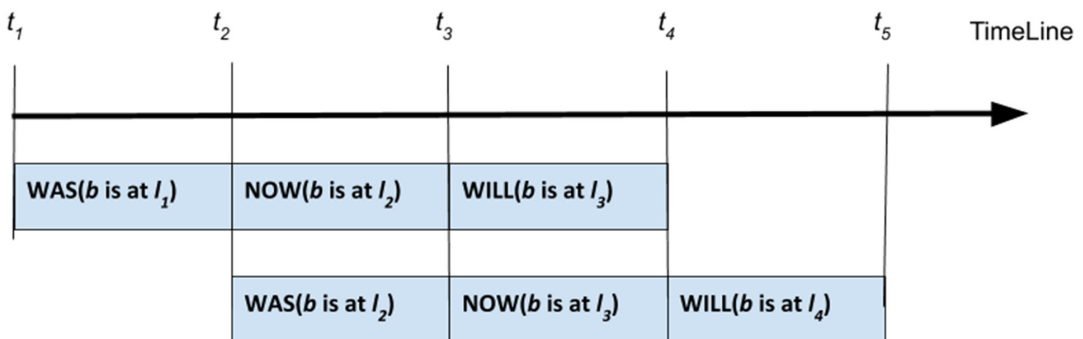 t₁ t₂ t₃ t₄ t₅ TimeLine
WAS(b is at l₁) NOW(b is at l₂) WILL(b is at l₃)
WAS(b is at l₂) NOW(b is at l₃) WILL(b is at l₄)